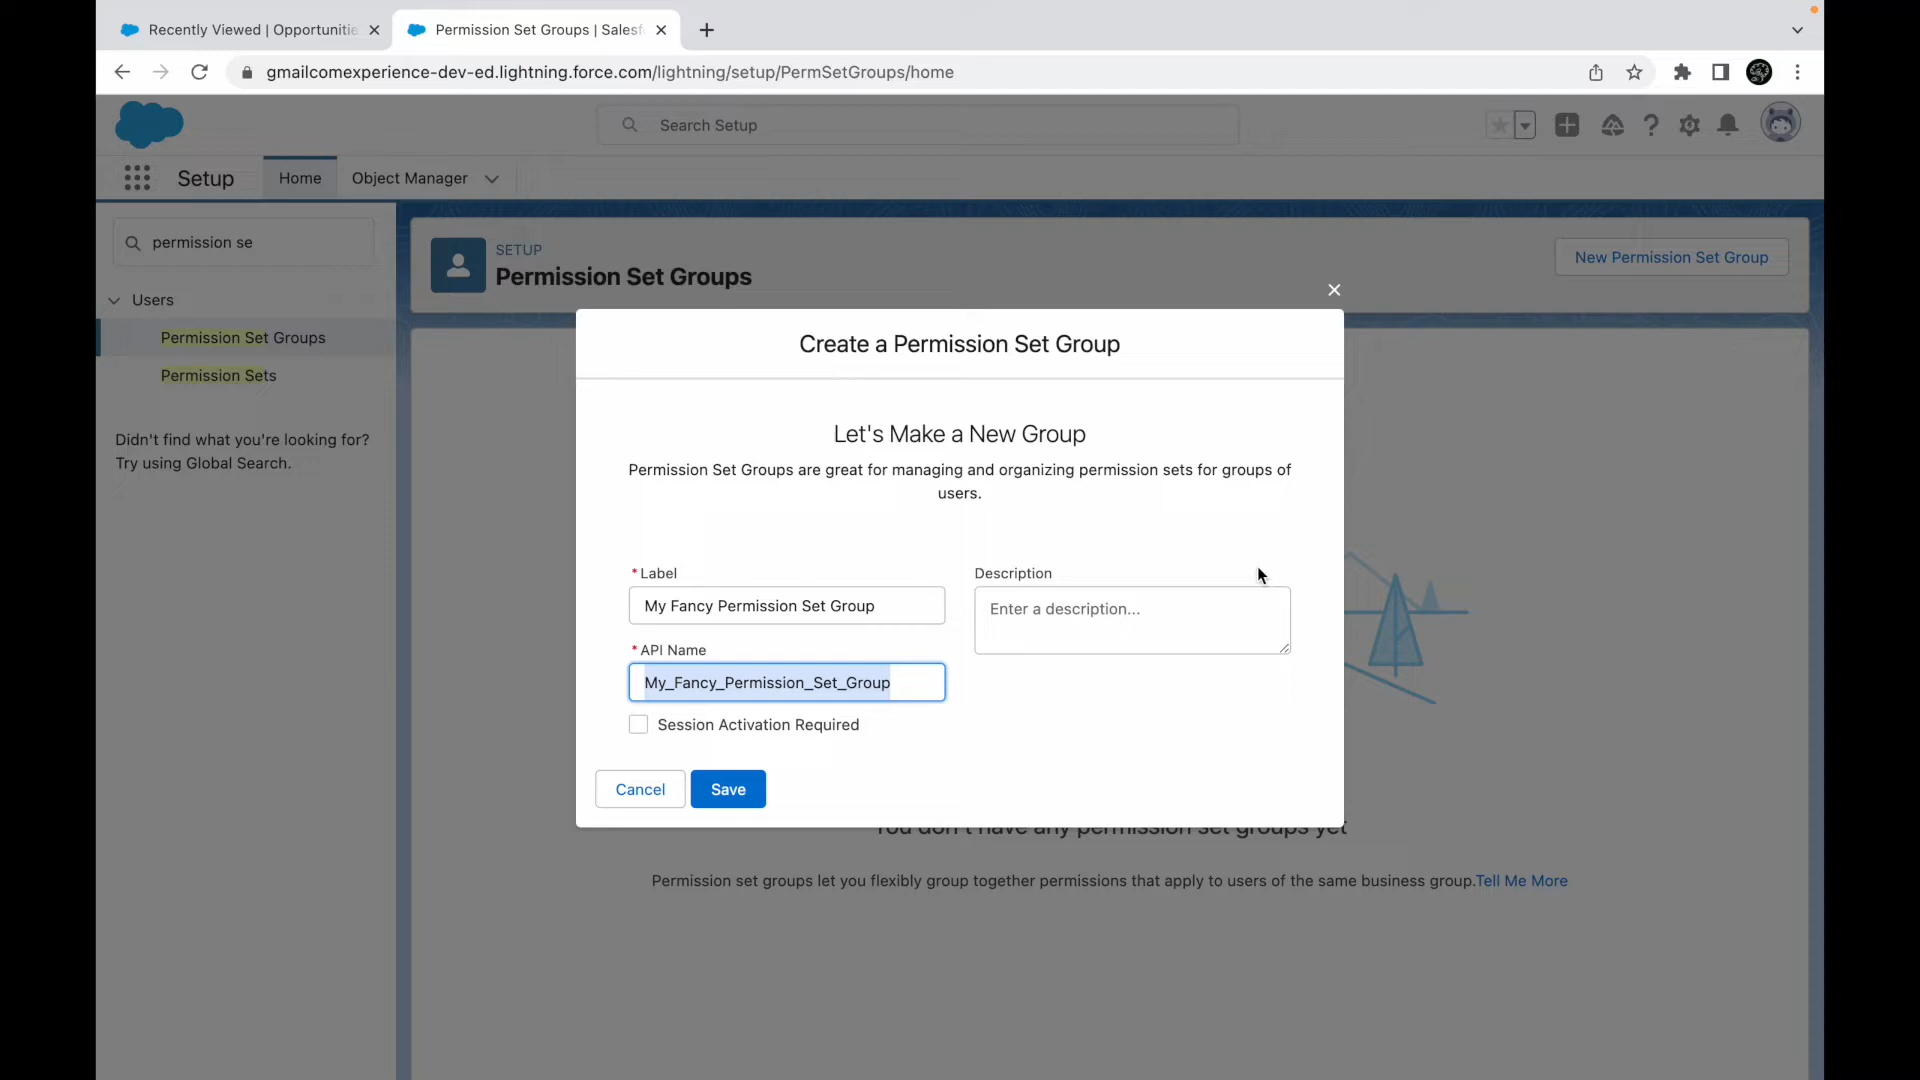 Recently Viewed | Opportunitie
Permission Set Groups | Salesf
gmailcomexperience-dev-ed.lightning.force.com/lightning/setup/PermSetGroups/home
Search Setup
Setup
Home
Object Manager
permission se
Users
Permission Set Groups
Permission Sets
Didn't find what you're looking for?
Try using Global Search.
SETUP
Permission Set Groups
New Permission Set Group
Create a Permission Set Group
Let's Make a New Group
Permission Set Groups are great for managing and organizing permission sets for groups of
users.
* Label
My Fancy Permission Set Group
Description
Enter a description...
* API Name
My_Fancy_Permission_Set_Group
Session Activation Required
Cancel
Save
You don't have any permission set groups yet
Permission set groups let you flexibly group together permissions that apply to users of the same business group.Tell Me More